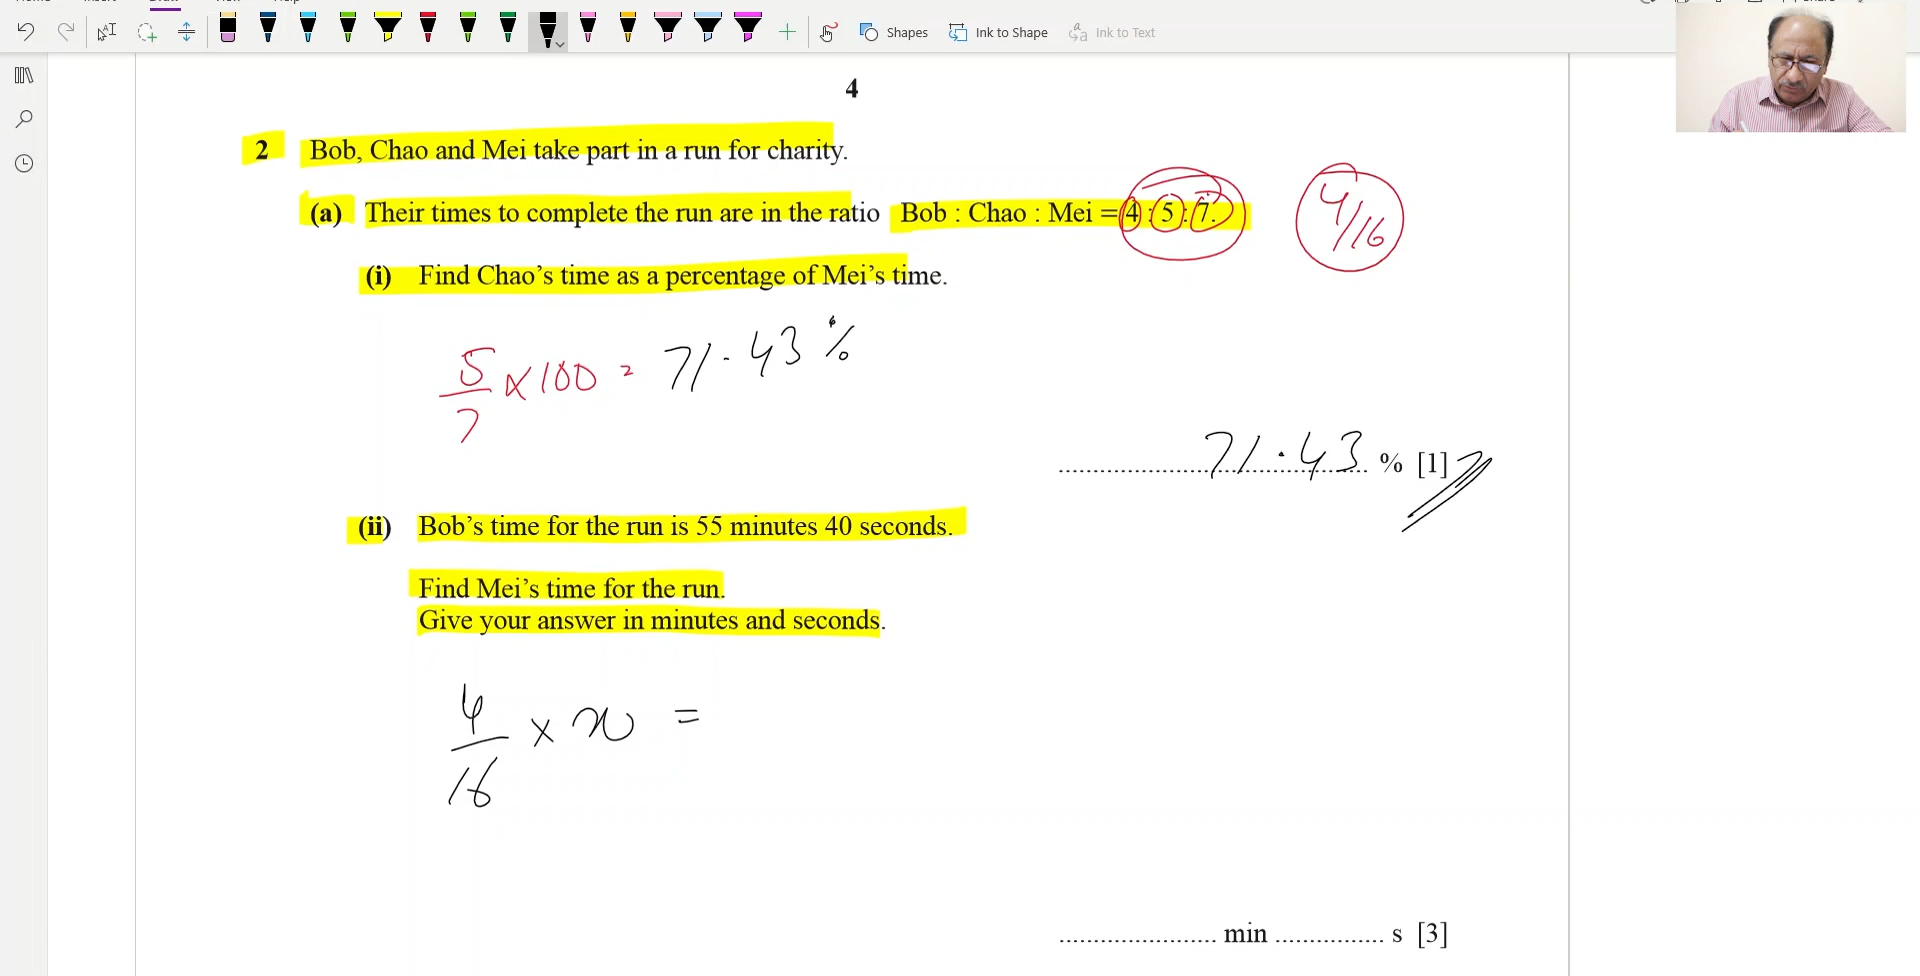 Shapes Ink to Shape Ink to Text
4
2 Bob, Chao and Mei take part in a run for charity.
(a) Their times to complete the run are in the ratio Bob : Chao : Mei = 4 : 5 : 7.
4/16
(i) Find Chao's time as a percentage of Mei's time.
5/7 × 100 = 71.43 %
71.43 % [1]
(ii) Bob's time for the run is 55 minutes 40 seconds.
Find Mei's time for the run.
Give your answer in minutes and seconds.
4/16 × x =
...................... min ................ s [3]